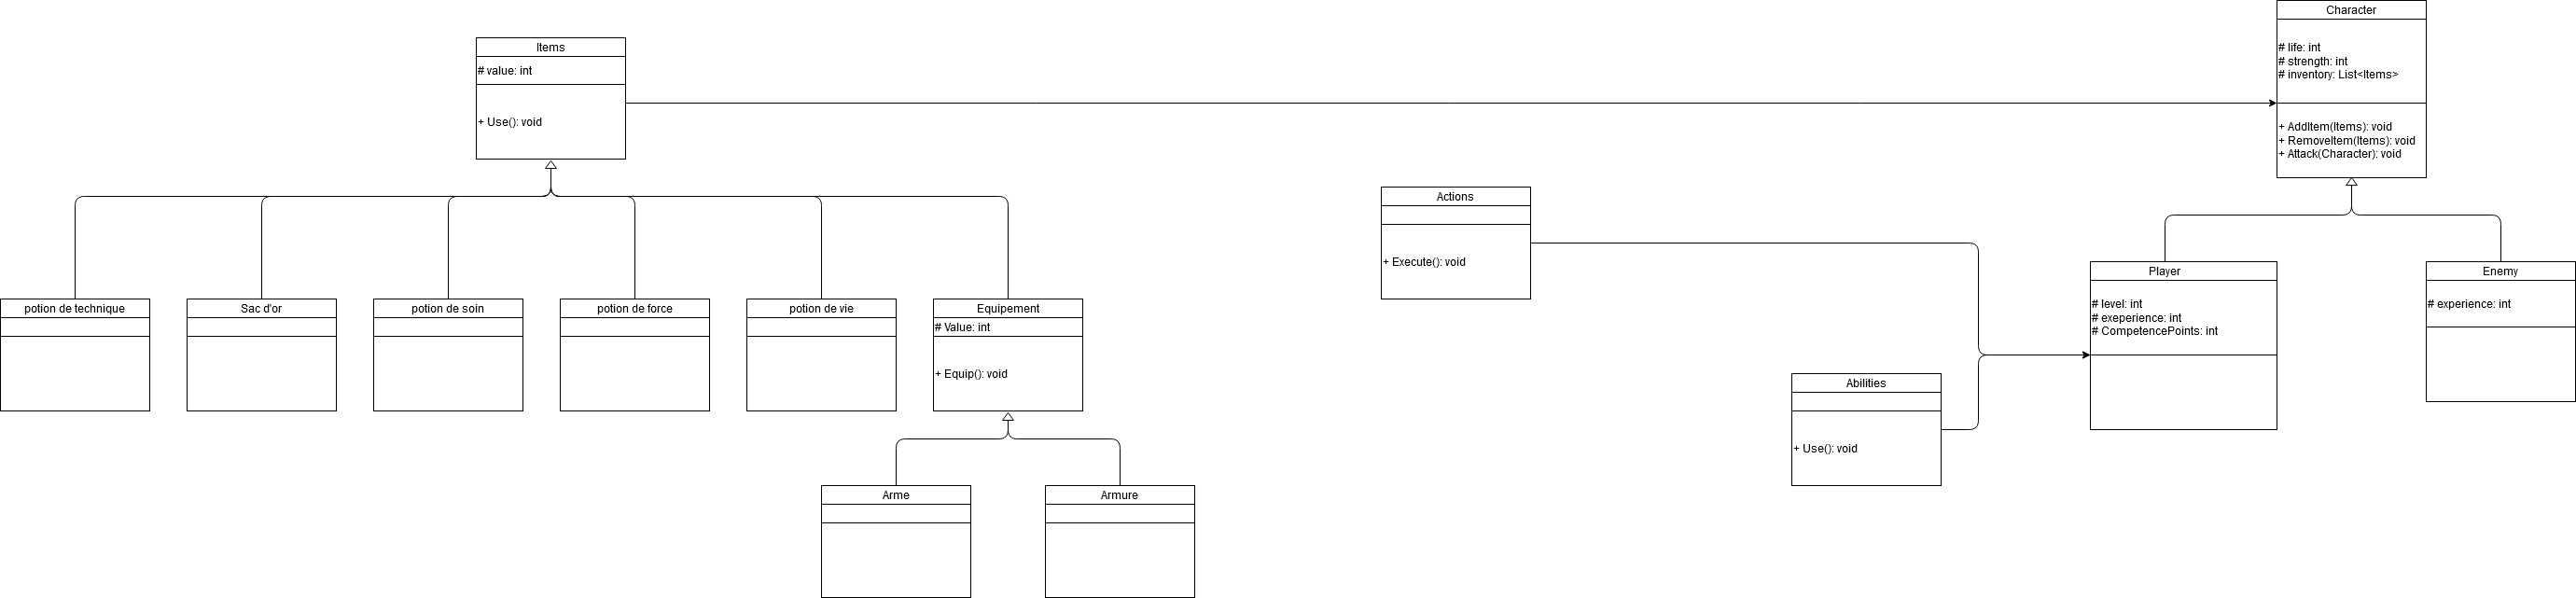 Character
# life: int
# strength: int
# inventory: List<Items>
+ AddItem(Items): void
+ RemoveItem(Items): void
+ Attack(Character): void
Items
# value: int
+ Use(): void
Actions
+ Execute(): void
Player
# level: int
# exeperience: int
# CompetencePoints: int
Enemy
# experience: int
potion de technique
Sac d'or
potion de soin
potion de force
potion de vie
Equipement
# Value: int
+ Equip(): void
Abilities
+ Use(): void
Arme
Armure